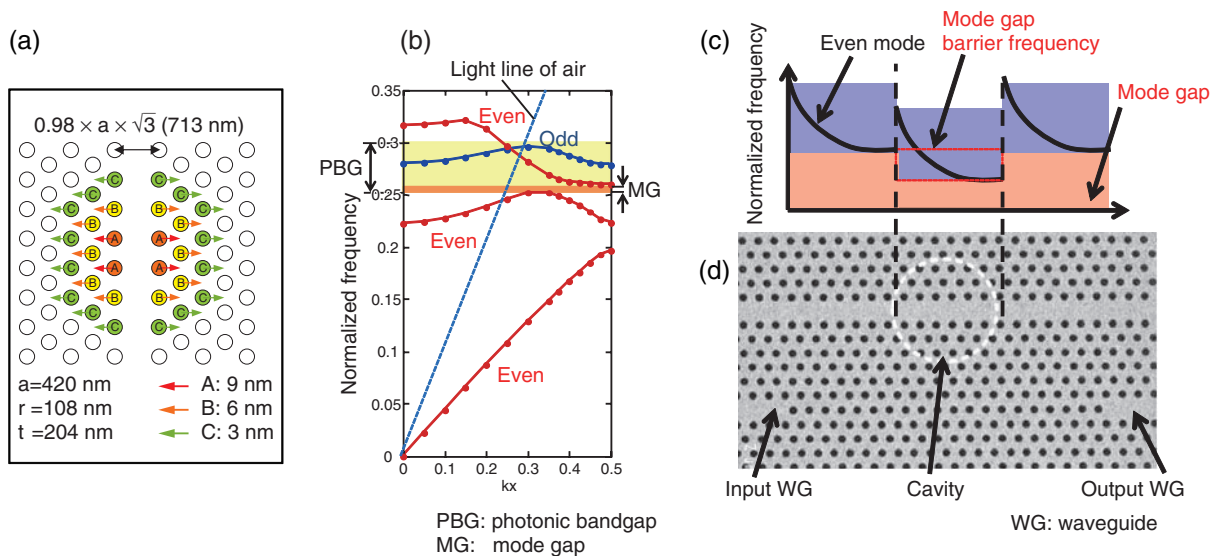 (a)
0.98 × a × √3 (713 nm)
C C
C C
C B B C
C B B C
C B A A B C
B B B B
C B A A B C
B B B B
C B B B B C
C B B C
C C C C
C C
a=420 nm
r =108 nm
t =204 nm
A: 9 nm
B: 6 nm
C: 3 nm
(b)
Light line of air
0.35
0.3
0.25
0.2
0.15
0.1
0.05
0
Normalized frequency
PBG
Even
Odd
MG
Even
Even
0 0.1 0.2 0.3 0.4 0.5
kx
PBG: photonic bandgap
MG: mode gap
(c)
Normalized frequency
Even mode
Mode gap
barrier frequency
Mode gap
(d)
Input WG
Cavity
Output WG
WG: waveguide